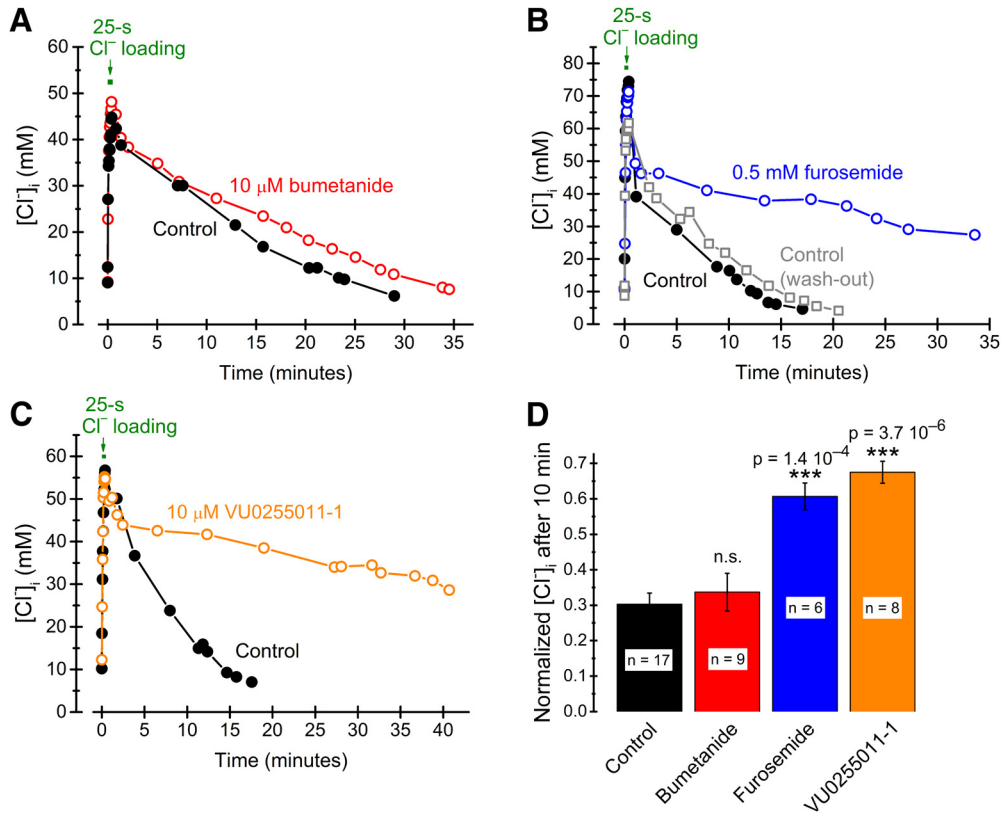 A
25-s
Cl⁻ loading
60
50
40
30
20
10
0
[Cl⁻]i (mM)
10 µM bumetanide
Control
0 5 10 15 20 25 30 35
Time (minutes)
B
25-s
Cl⁻ loading
80
70
60
50
40
30
20
10
0
[Cl⁻]i (mM)
0.5 mM furosemide
Control
Control
(wash-out)
0 5 10 15 20 25 30 35
Time (minutes)
C
25-s
Cl⁻ loading
60
50
40
30
20
10
0
[Cl⁻]i (mM)
10 µM VU0255011-1
Control
0 5 10 15 20 25 30 35 40
Time (minutes)
D
p = 1.4 10⁻⁴
***
p = 3.7 10⁻⁶
***
n.s.
0.7
0.6
0.5
0.4
0.3
0.2
0.1
0.0
Normalized [Cl⁻]i after 10 min
n = 17
n = 9
n = 6
n = 8
Control
Bumetanide
Furosemide
VU0255011-1